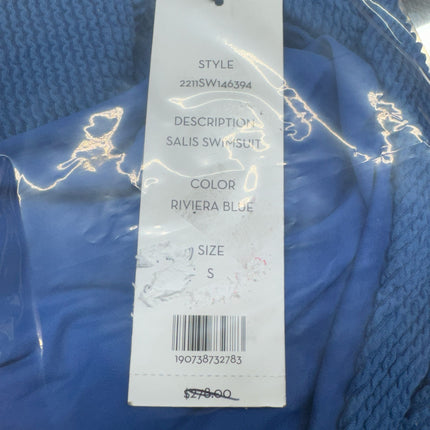 STYLE
2211SW146394
DESCRIPTION
SALIS SWIMSUIT
COLOR
RIVIERA BLUE
SIZE
S
190738732783
$278.00